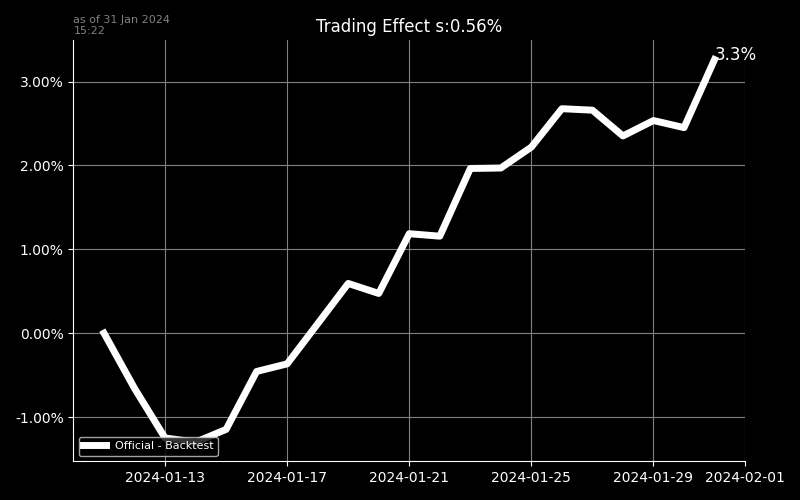 as of 31 Jan 2024
15:22
Trading Effect s:0.56%
3.3%
3.00%
2.00%
1.00%
0.00%
-1.00%
Official - Backtest
2024-01-13 2024-01-17 2024-01-21 2024-01-25 2024-01-29 2024-02-01